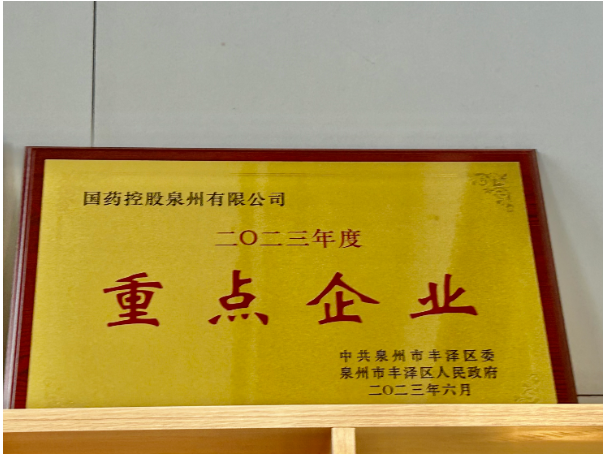 国药控股泉州有限公司
二〇二三年度
重点企业
中共泉州市丰泽区委
泉州市丰泽区人民政府
二〇二三年六月